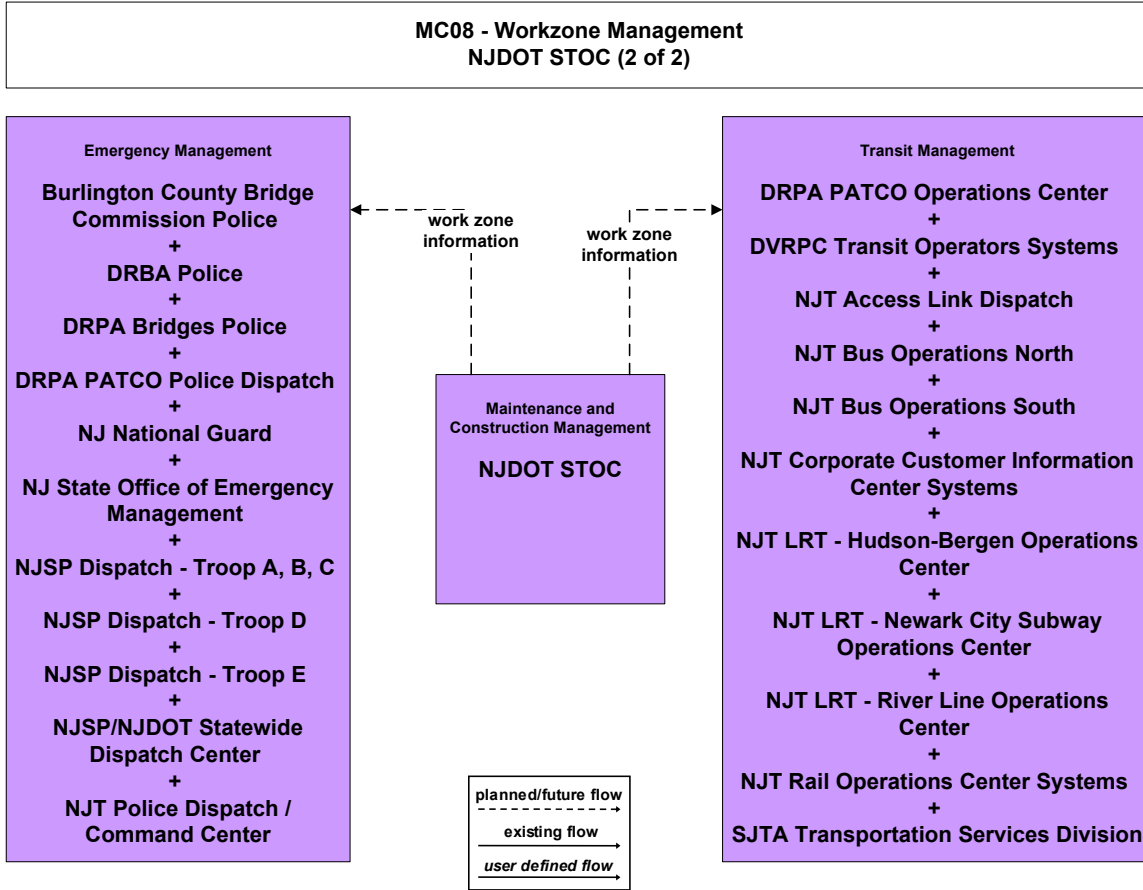 MC08 - Workzone Management
NJDOT STOC (2 of 2)
Emergency Management
Burlington County Bridge
Commission Police
+
DRBA Police
+
DRPA Bridges Police
+
DRPA PATCO Police Dispatch
+
NJ National Guard
+
NJ State Office of Emergency
Management
+
NJSP Dispatch - Troop A, B, C
+
NJSP Dispatch - Troop D
+
NJSP Dispatch - Troop E
+
NJSP/NJDOT Statewide
Dispatch Center
+
NJT Police Dispatch /
Command Center
work zone
information
work zone
information
Maintenance and
Construction Management
NJDOT STOC
planned/future flow
existing flow
user defined flow
Transit Management
DRPA PATCO Operations Center
+
DVRPC Transit Operators Systems
+
NJT Access Link Dispatch
+
NJT Bus Operations North
+
NJT Bus Operations South
+
NJT Corporate Customer Information
Center Systems
+
NJT LRT - Hudson-Bergen Operations
Center
+
NJT LRT - Newark City Subway
Operations Center
+
NJT LRT - River Line Operations
Center
+
NJT Rail Operations Center Systems
+
SJTA Transportation Services Division